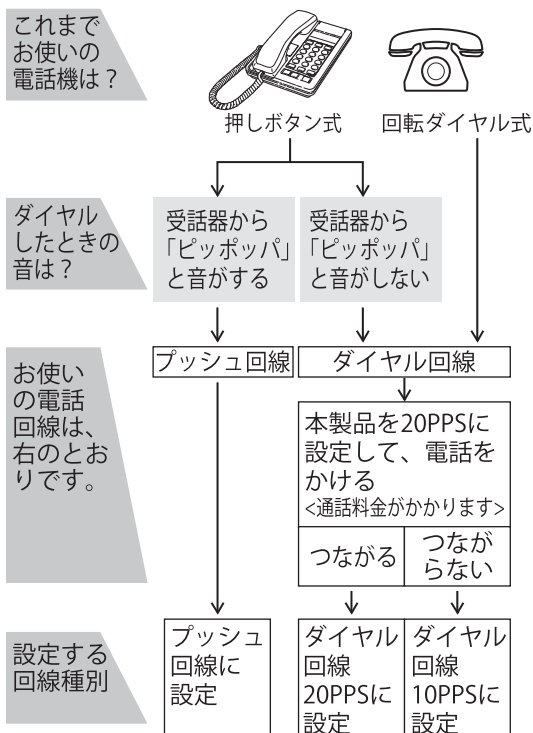 これまで
お使いの
電話機は？
押しボタン式
回転ダイヤル式
ダイヤル
したときの
音は？
受話器から
「ピッポッパ」
と音がする
受話器から
「ピッポッパ」
と音がしない
お使い
の電話
回線は、
右のとお
りです。
プッシュ回線
ダイヤル回線
本製品を20PPSに
設定して、電話を
かける
<通話料金がかかります>
つながる
つなが
らない
設定する
回線種別
プッシュ
回線に
設定
ダイヤル
回線
20PPSに
設定
ダイヤル
回線
10PPSに
設定